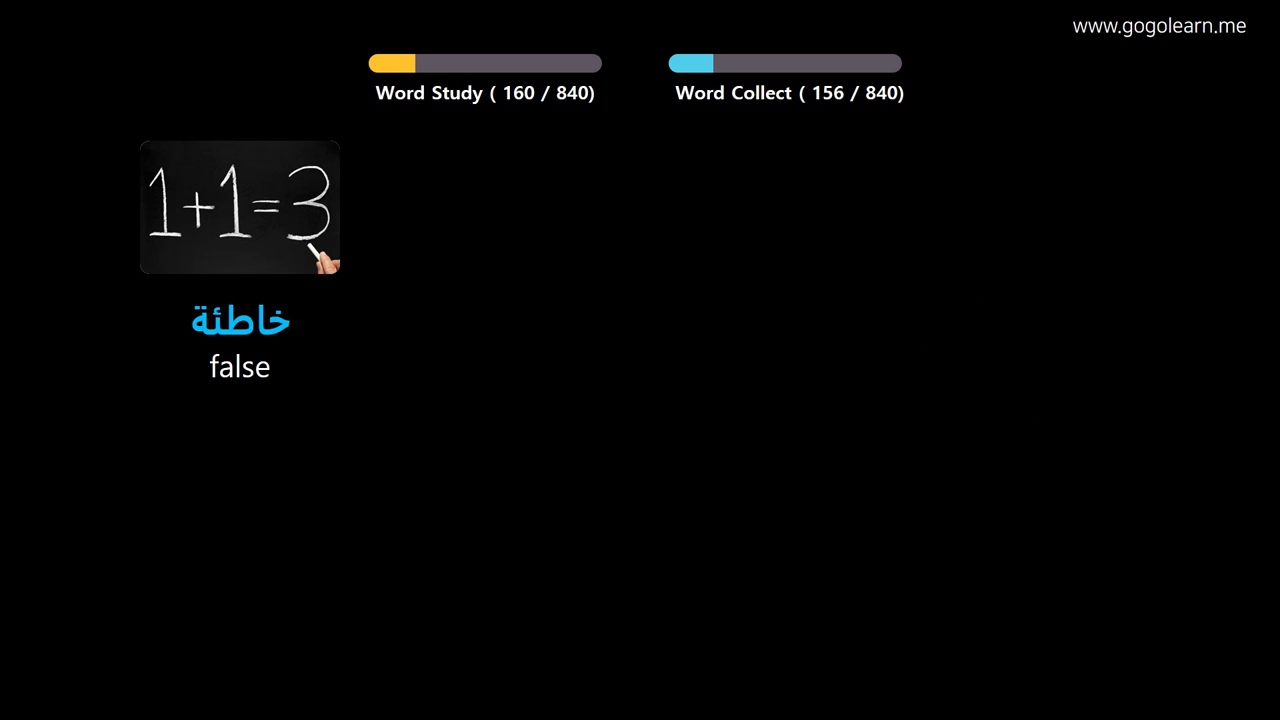 www.gogolearn.me
Word Study ( 160 / 840)
Word Collect ( 156 / 840)
1+1=3
خاطئة
false